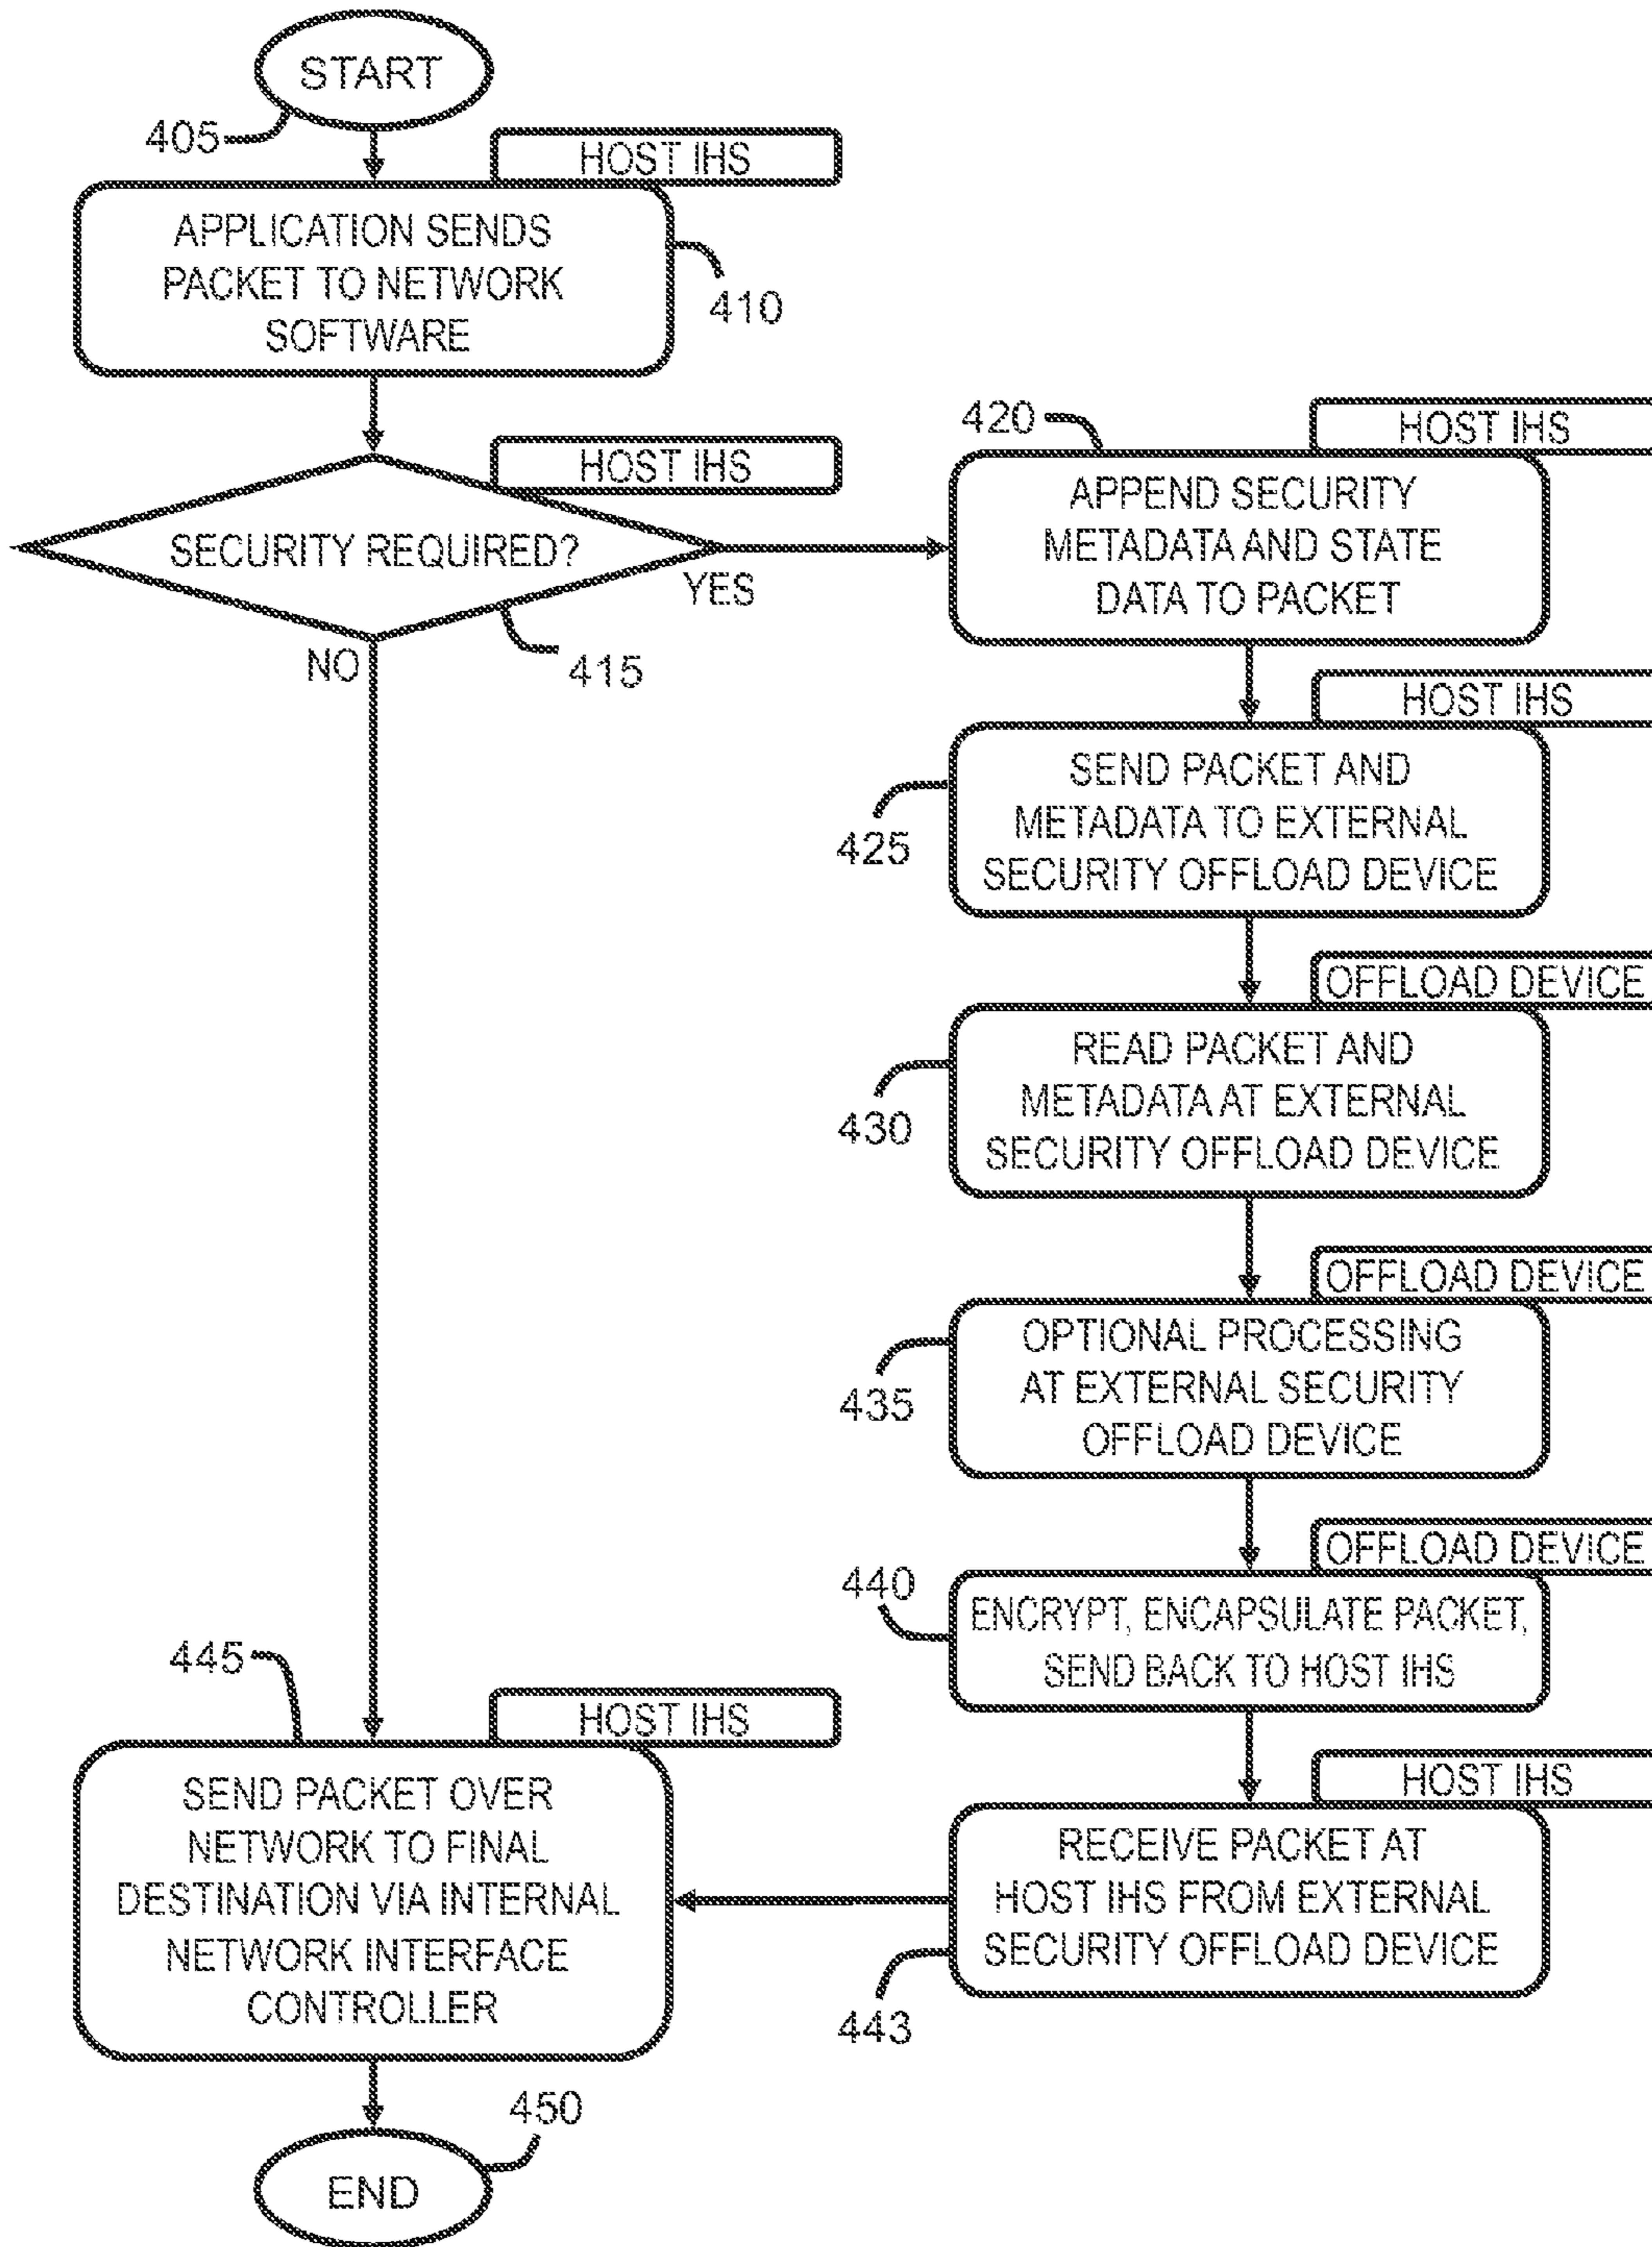 START
405
HOST IHS
APPLICATION SENDS
PACKET TO NETWORK
SOFTWARE
410
HOST IHS
SECURITY REQUIRED?
YES
NO
415
420
HOST IHS
APPEND SECURITY
METADATA AND STATE
DATA TO PACKET
HOST IHS
SEND PACKET AND
METADATA TO EXTERNAL
SECURITY OFFLOAD DEVICE
425
OFFLOAD DEVICE
READ PACKET AND
METADATA AT EXTERNAL
SECURITY OFFLOAD DEVICE
430
OFFLOAD DEVICE
OPTIONAL PROCESSING
AT EXTERNAL SECURITY
OFFLOAD DEVICE
435
OFFLOAD DEVICE
440
ENCRYPT, ENCAPSULATE PACKET,
SEND BACK TO HOST IHS
HOST IHS
RECEIVE PACKET AT
HOST IHS FROM EXTERNAL
SECURITY OFFLOAD DEVICE
443
445
HOST IHS
SEND PACKET OVER
NETWORK TO FINAL
DESTINATION VIA INTERNAL
NETWORK INTERFACE
CONTROLLER
450
END